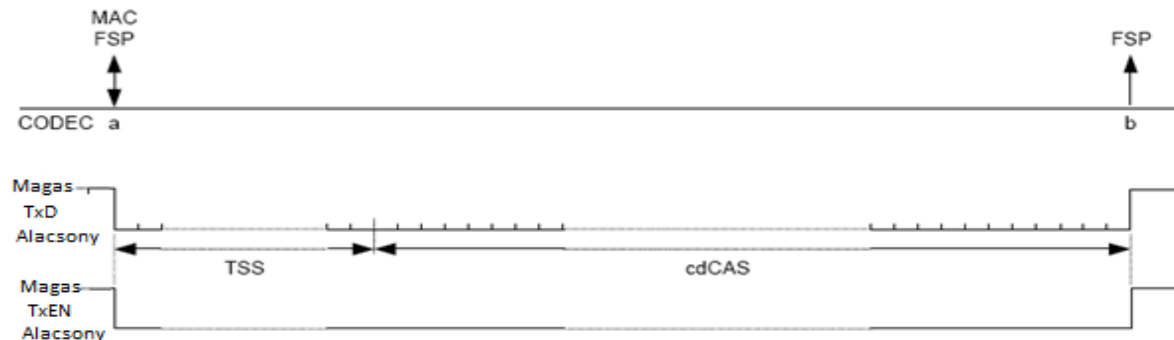 MAC
FSP
FSP
CODEC a
b
Magas
TxD
Alacsony
TSS
cdCAS
Magas
TxEN
Alacsony